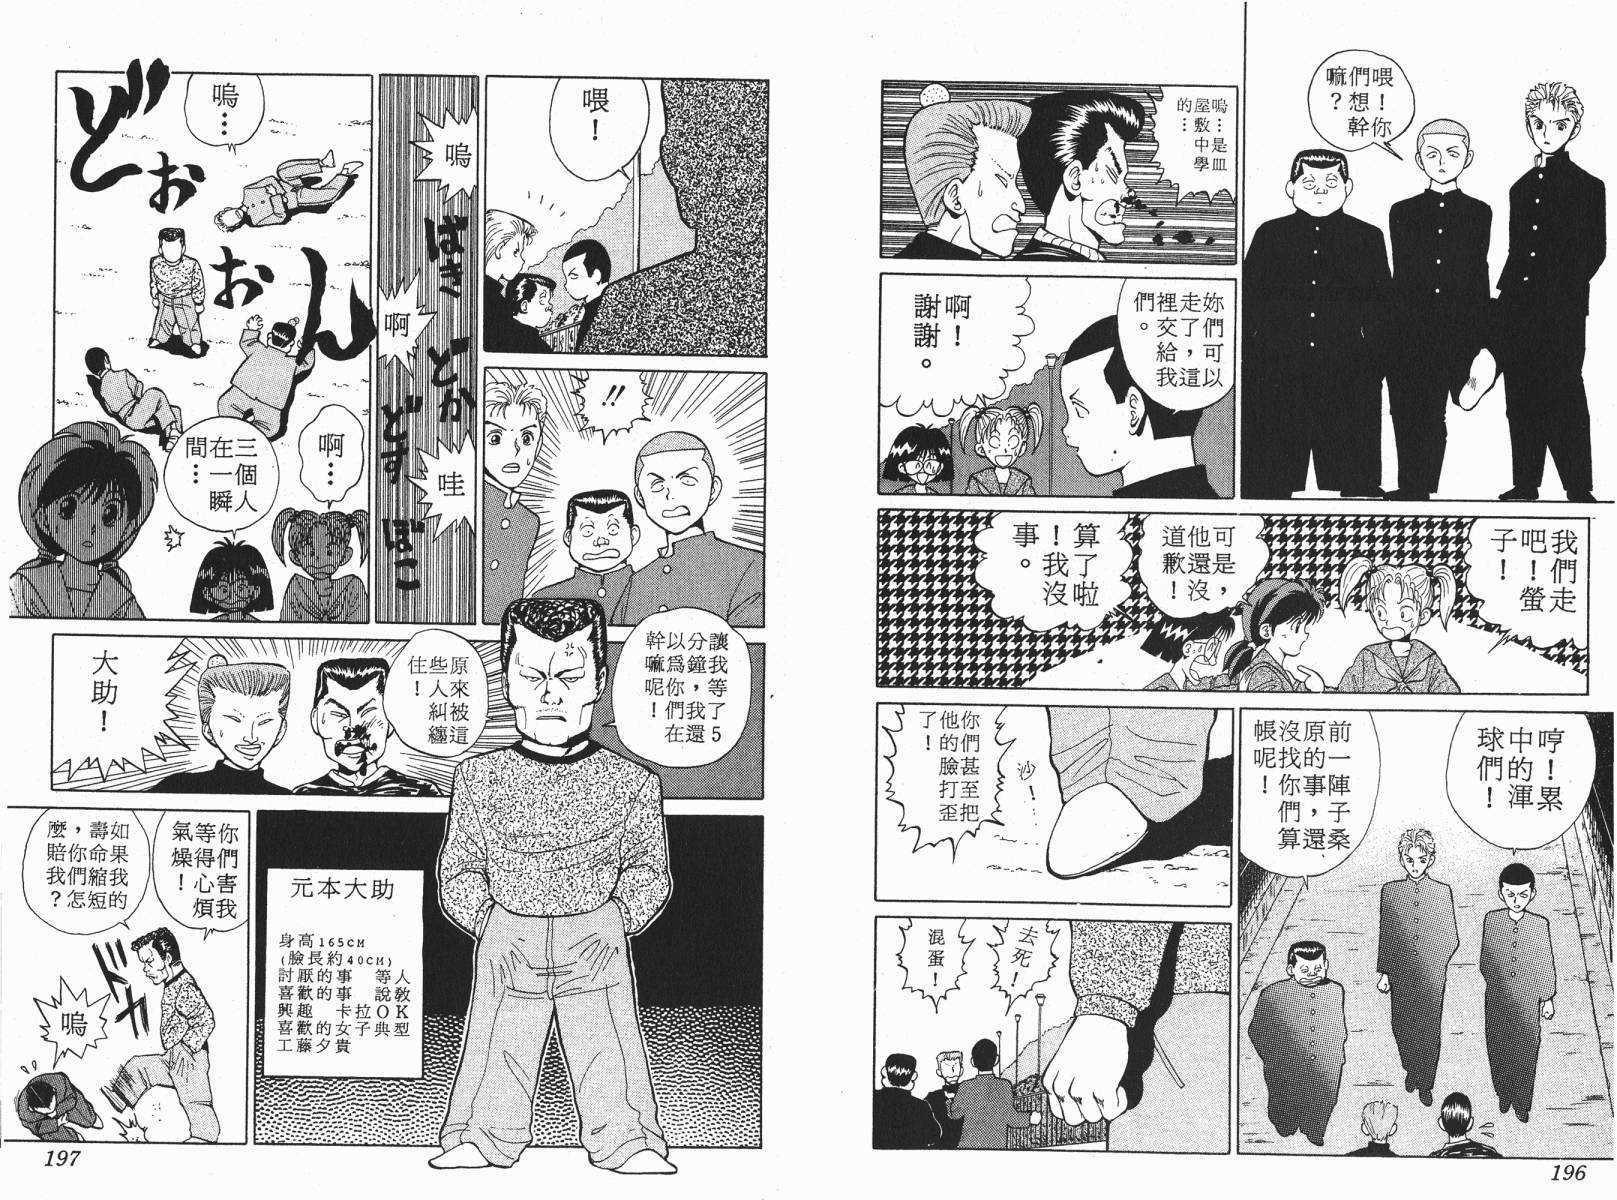 喂！你
們想幹
嘛？
嗚…是血
屋敷中學
的…
妳們可以
走了，這
裡交給我
們。
啊！
謝謝。
我們走
吧！螢
子！
可是，
他還沒
道歉！
算了啦
！我沒
事。
哼！累
中的渾
球們！
前一陣子桑
原的事，還
沒找你們算
帳呢！
你們甚至把
他的臉打歪
了！
沙！
去死！
混蛋！
196
喂！
嗚
ばき
啊
どか
どす
哇
ぼこ
嗚…
どおおおん
啊…
三個人
在一瞬
間…
!!
讓我等了5
分鐘，我還
以為你們在
幹嘛呢！
原來被這
些人糾纏
住！
大助！
元本大助
身高165CM
(臉長約40CM)
討厭的事 等人
喜歡的事 說教
興趣 卡拉OK
喜歡的女子典型
工藤夕貴
你們害我
等得心煩
氣燥！
如果我的
壽命縮短
，你們怎
麼賠我？
ドカ
嗚
197